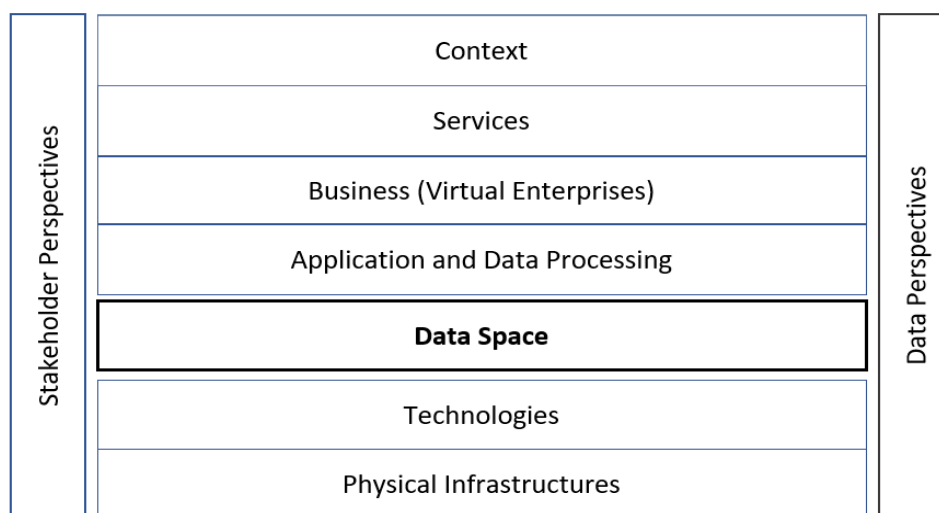 Stakeholder Perspectives
Context
Services
Business (Virtual Enterprises)
Application and Data Processing
Data Space
Technologies
Physical Infrastructures
Data Perspectives